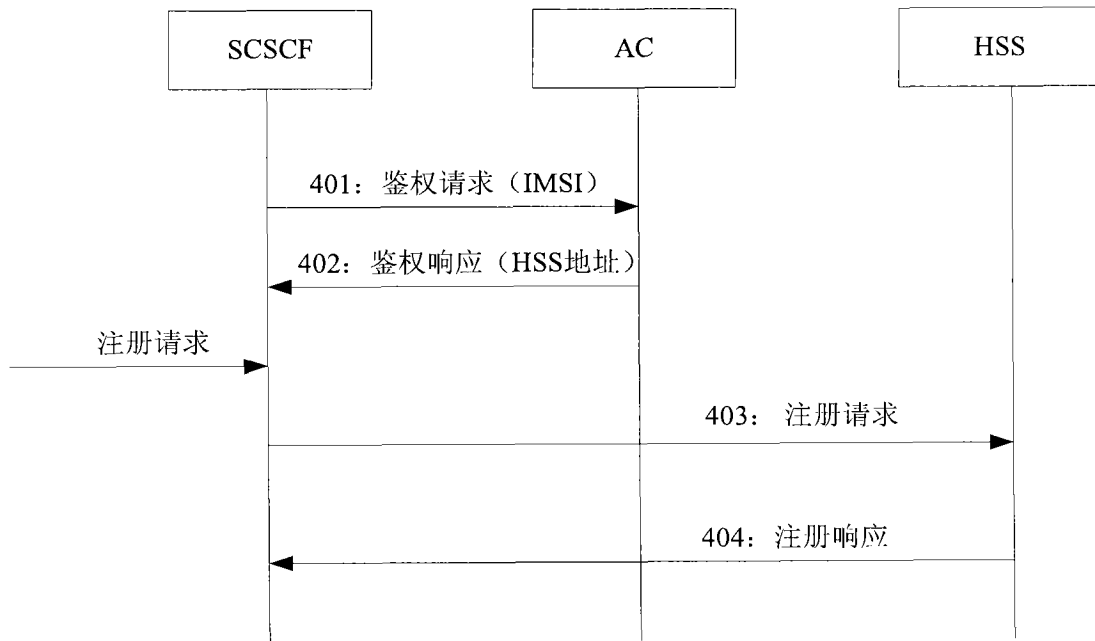 SCSCF
AC
HSS
401：鉴权请求（IMSI）
402：鉴权响应（HSS地址）
注册请求
403： 注册请求
404：注册响应